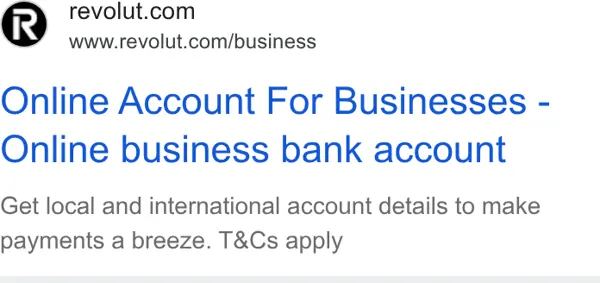 R
revolut.com
www.revolut.com/business
Online Account For Businesses -
Online business bank account
Get local and international account details to make
payments a breeze. T&Cs apply